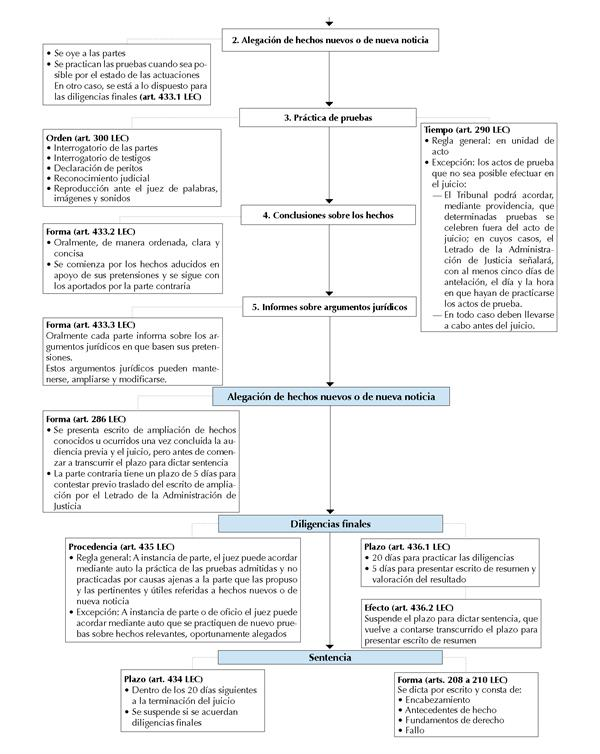 2. Alegación de hechos nuevos o de nueva noticia
• Se oye a las partes
• Se practican las pruebas cuando sea po-
sible por el estado de las actuaciones
En otro caso, se está a lo dispuesto para
las diligencias finales (art. 433.1 LEC)
3. Práctica de pruebas
Orden (art. 300 LEC)
• Interrogatorio de las partes
• Interrogatorio de testigos
• Declaración de peritos
• Reconocimiento judicial
• Reproducción ante el juez de palabras,
imágenes y sonidos
Tiempo (art. 290 LEC)
• Regla general: en unidad de
acto
• Excepción: los actos de prueba
que no sea posible efectuar en
el juicio:
— El Tribunal podrá acordar,
mediante providencia, que
determinadas pruebas se
celebren fuera del acto de
juicio; en cuyos casos, el
Letrado de la Administra-
ción de Justicia señalará,
con al menos cinco días de
antelación, el día y la hora
en que hayan de practicarse
los actos de prueba.
— En todo caso deben llevarse
a cabo antes del juicio.
4. Conclusiones sobre los hechos
Forma (art. 433.2 LEC)
• Oralmente, de manera ordenada, clara y
concisa
• Se comienza por los hechos aducidos en
apoyo de sus pretensiones y se sigue con
los aportados por la parte contraria
5. Informes sobre argumentos jurídicos
Forma (art. 433.3 LEC)
Oralmente cada parte informa sobre los ar-
gumentos jurídicos en que basen sus preten-
siones.
Estos argumentos jurídicos pueden mante-
nerse, ampliarse y modificarse.
Alegación de hechos nuevos o de nueva noticia
Forma (art. 286 LEC)
• Se presenta escrito de ampliación de hechos
conocidos u ocurridos una vez concluida la au-
diencia previa y el juicio, pero antes de comen-
zar a transcurrir el plazo para dictar sentencia
• La parte contraria tiene un plazo de 5 días para
contestar previo traslado del escrito de amplia-
ción por el Letrado de la Administración de
Justicia
Diligencias finales
Procedencia (art. 435 LEC)
• Regla general: A instancia de parte, el juez puede acordar
mediante auto la práctica de las pruebas admitidas y no
practicadas por causas ajenas a la parte que las propuso
y las pertinentes y útiles referidas a hechos nuevos o de
nueva noticia
• Excepción: A instancia de parte o de oficio el juez puede
acordar mediante auto que se practiquen de nuevo prue-
bas sobre hechos relevantes, oportunamente alegados
Plazo (art. 436.1 LEC)
• 20 días para practicar las diligencias
• 5 días para presentar escrito de resumen y
valoración del resultado
Efecto (art. 436.2 LEC)
Suspende el plazo para dictar sentencia, que
vuelve a contarse transcurrido el plazo para
presentar escrito de resumen
Sentencia
Plazo (art. 434 LEC)
• Dentro de los 20 días siguientes
a la terminación del juicio
• Se suspende si se acuerdan
diligencias finales
Forma (arts. 208 a 210 LEC)
Se dicta por escrito y consta de:
• Encabezamiento
• Antecedentes de hecho
• Fundamentos de derecho
• Fallo